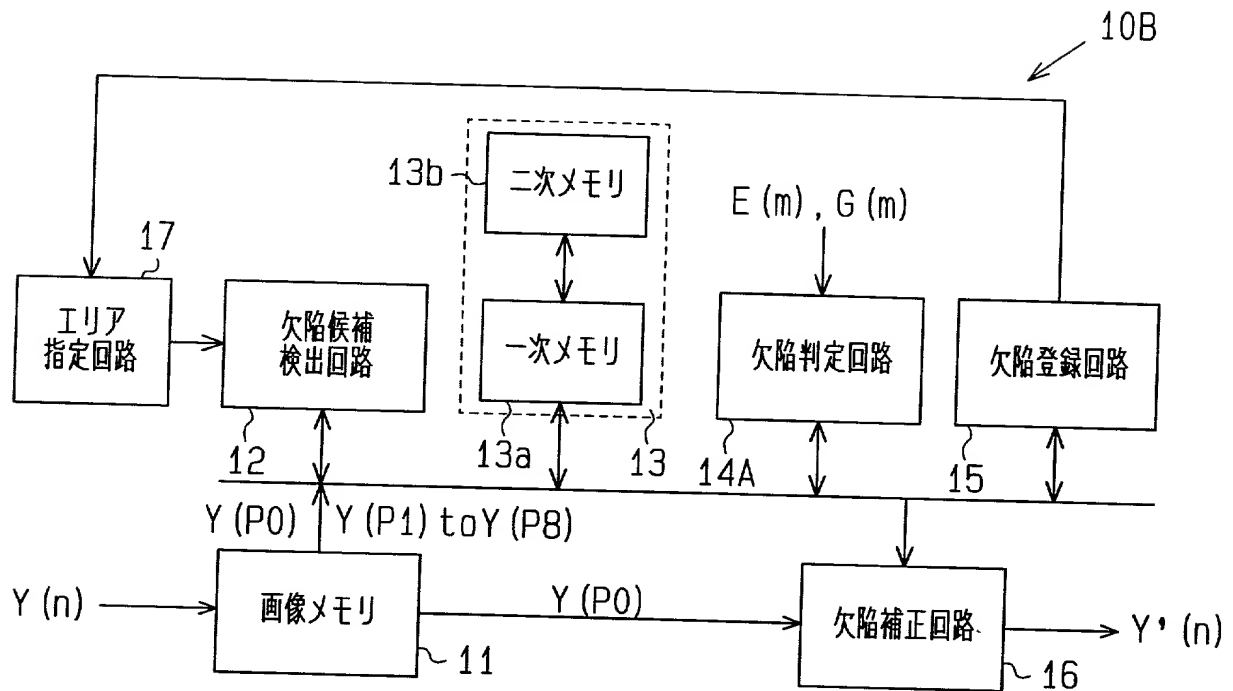 10B
13b
二次メモリ
E(m),G(m)
17
エリア
指定回路
欠陥候補
検出回路
一次メモリ
欠陥判定回路
欠陥登録回路
12
13a
13
14A
15
Y(P0)
Y(P1)toY(P8)
Y(n)
画像メモリ
Y(P0)
欠陥補正回路
Y'(n)
11
16